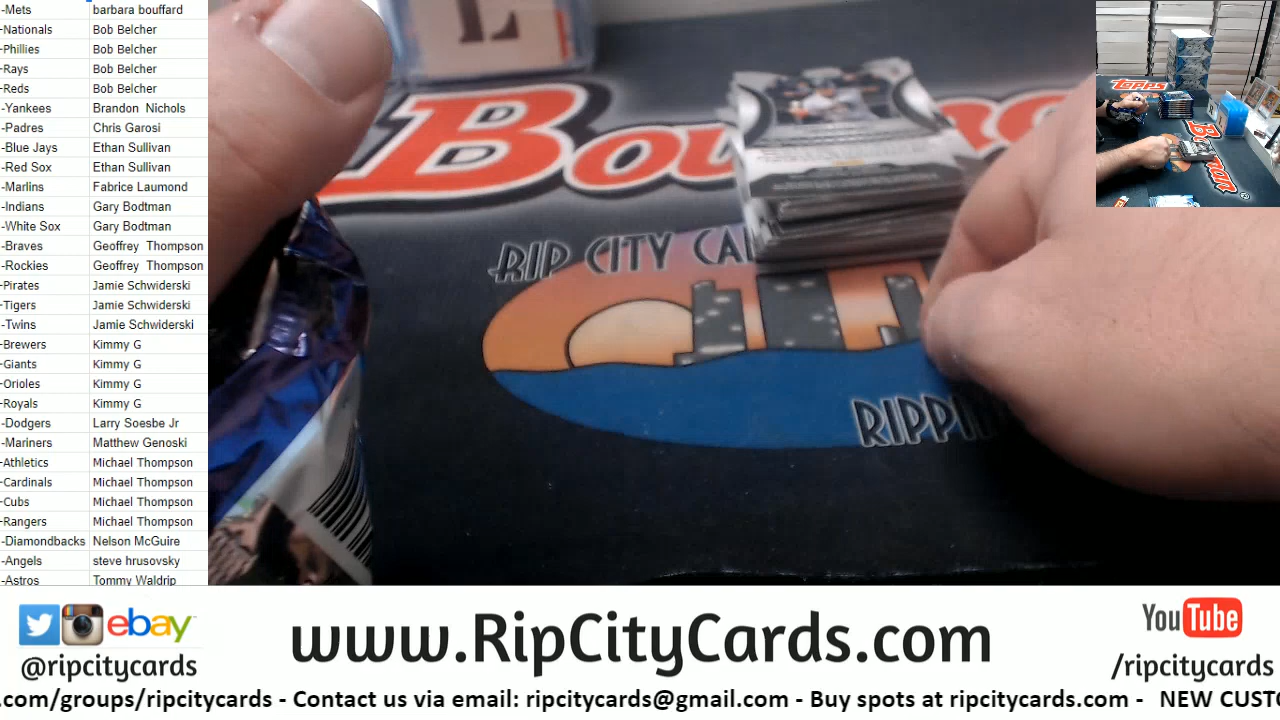 -Mets barbara bouffard
-Nationals Bob Belcher
-Phillies Bob Belcher
-Rays Bob Belcher
-Reds Bob Belcher
-Yankees Brandon Nichols
-Padres Chris Garosi
-Blue Jays Ethan Sullivan
-Red Sox Ethan Sullivan
-Marlins Fabrice Laumond
-Indians Gary Bodtman
-White Sox Gary Bodtman
-Braves Geoffrey Thompson
-Rockies Geoffrey Thompson
-Pirates Jamie Schwiderski
-Tigers Jamie Schwiderski
-Twins Jamie Schwiderski
-Brewers Kimmy G
-Giants Kimmy G
-Orioles Kimmy G
-Royals Kimmy G
-Dodgers Larry Soesbe Jr
-Mariners Matthew Genoski
-Athletics Michael Thompson
-Cardinals Michael Thompson
-Cubs Michael Thompson
-Rangers Michael Thompson
-Diamondbacks Nelson McGuire
-Angels steve hrusovsky
-Astros Tommy Waldrip
L
Bow
RIP CITY CA
RIPPI
TOPPS
Bowman
ebay
@ripcitycards
www.RipCityCards.com
YouTube
/ripcitycards
.com/groups/ripcitycards - Contact us via email: ripcitycards@gmail.com - Buy spots at ripcitycards.com - NEW CUSTO